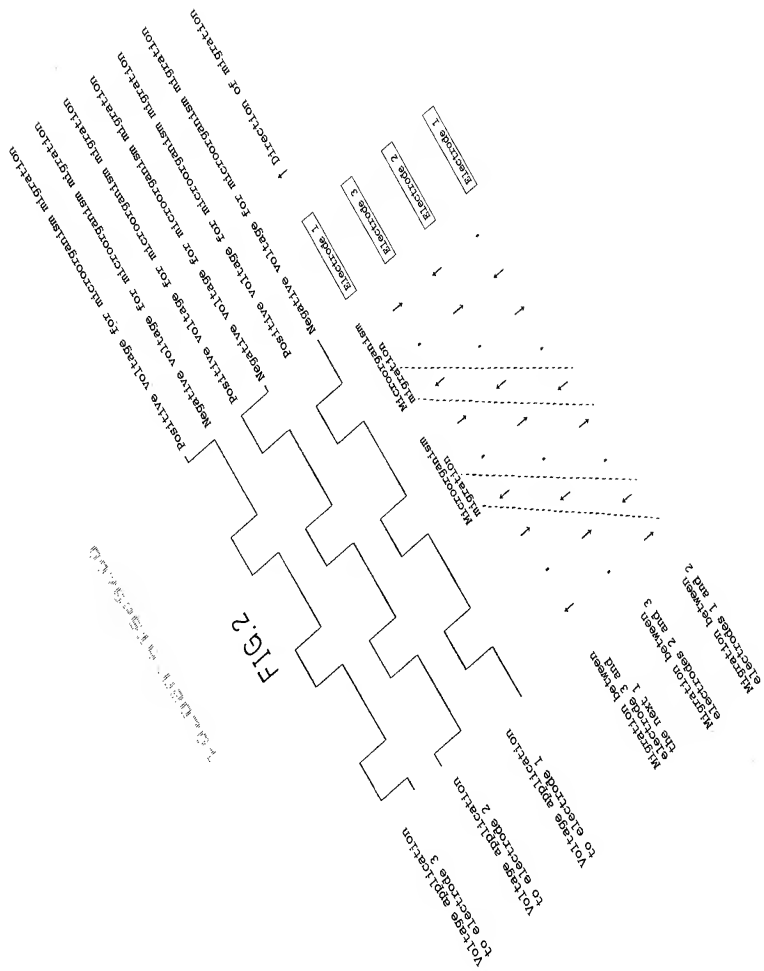 FIG.2
Positive voltage for microorganism migration
Negative voltage for microorganism migration
Positive voltage for microorganism migration
Negative voltage for microorganism migration
Positive voltage for microorganism migration
Negative voltage for microorganism migration
↑ Direction of migration
Electrode 1
Electrode 3
Electrode 2
Electrode 1
Microorganism
migration
Microorganism
migration
Voltage application
to electrode 3
Voltage application
to electrode 2
Voltage application
to electrode 1
Migration between
electrode 3 and
the next 1
Migration between
electrodes 2 and 3
Migration between
electrodes 1 and 2